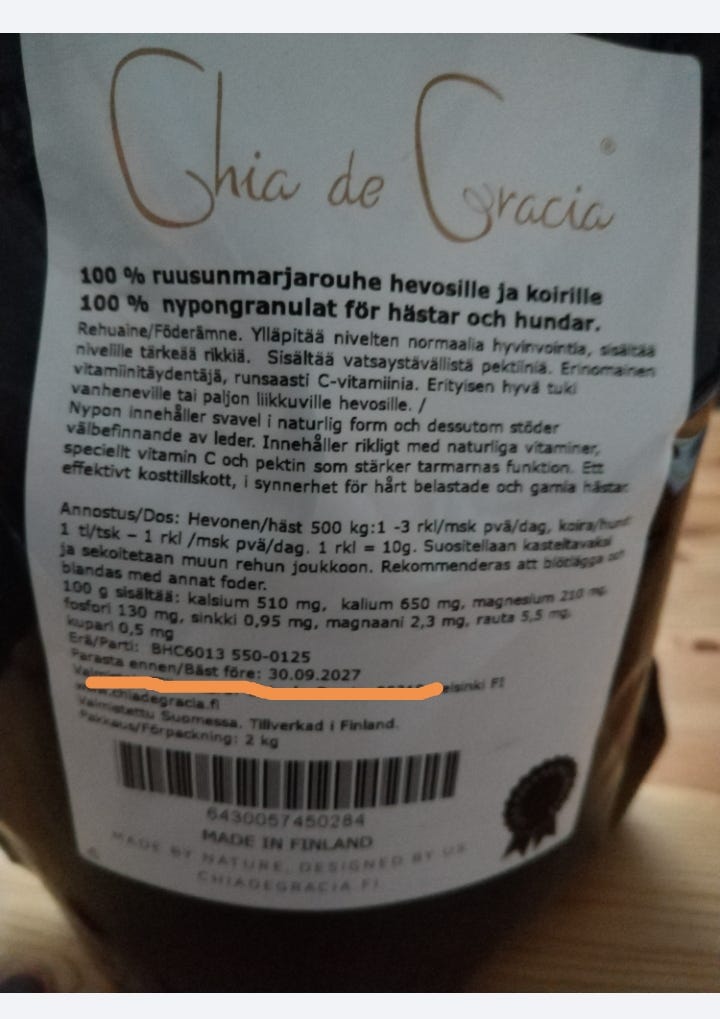 Chia de Gracia®
100 % ruusunmarjarouhe hevosille ja koirille
100 % nypongranulat för hästar och hundar.
Rehuaine/Föderämne. Ylläpitää nivelten normaalia hyvinvointia, sisältää
nivelille tärkeää rikkiä. Sisältää vatsaystävällistä pektiiniä. Erinomainen
vitamiinitäydentäjä, runsaasti C-vitamiinia. Erityisen hyvä tuki
vanheneville tai paljon liikkuville hevosille. /
Nypon innehåller svavel i naturlig form och dessutom stöder
välbefinnande av leder. Innehåller rikligt med naturliga vitaminer,
speciellt vitamin C och pektin som stärker tarmarnas funktion. Ett
effektivt kosttillskott, i synnerhet för hårt belastade och gamla hästar
Annostus/Dos: Hevonen/häst 500 kg:1 -3 rkl/msk pvä/dag, koira/hund
1 tl/tsk – 1 rkl /msk pvä/dag. 1 rkl = 10g. Suositellaan kasteltavaksi
ja sekoitetaan muun rehun joukkoon. Rekommenderas att blötlägga och
blandas med annat foder.
100 g sisältää: kalsium 510 mg, kalium 650 mg, magnesium 210 mg,
fosfori 130 mg, sinkki 0,95 mg, magnaani 2,3 mg, rauta 5,5 mg,
kupari 0,5 mg
Erä/Parti: BHC6013 550-0125
Parasta ennen/Bäst före: 30.09.2027
elsinki FI
www.chiadegracia.fi
Valmistettu Suomessa. Tillverkad i Finland.
Pakkaus/Förpackning: 2 kg
6430057450284
MADE IN FINLAND
MADE BY NATURE, DESIGNED BY US
CHIADEGRACIA.FI